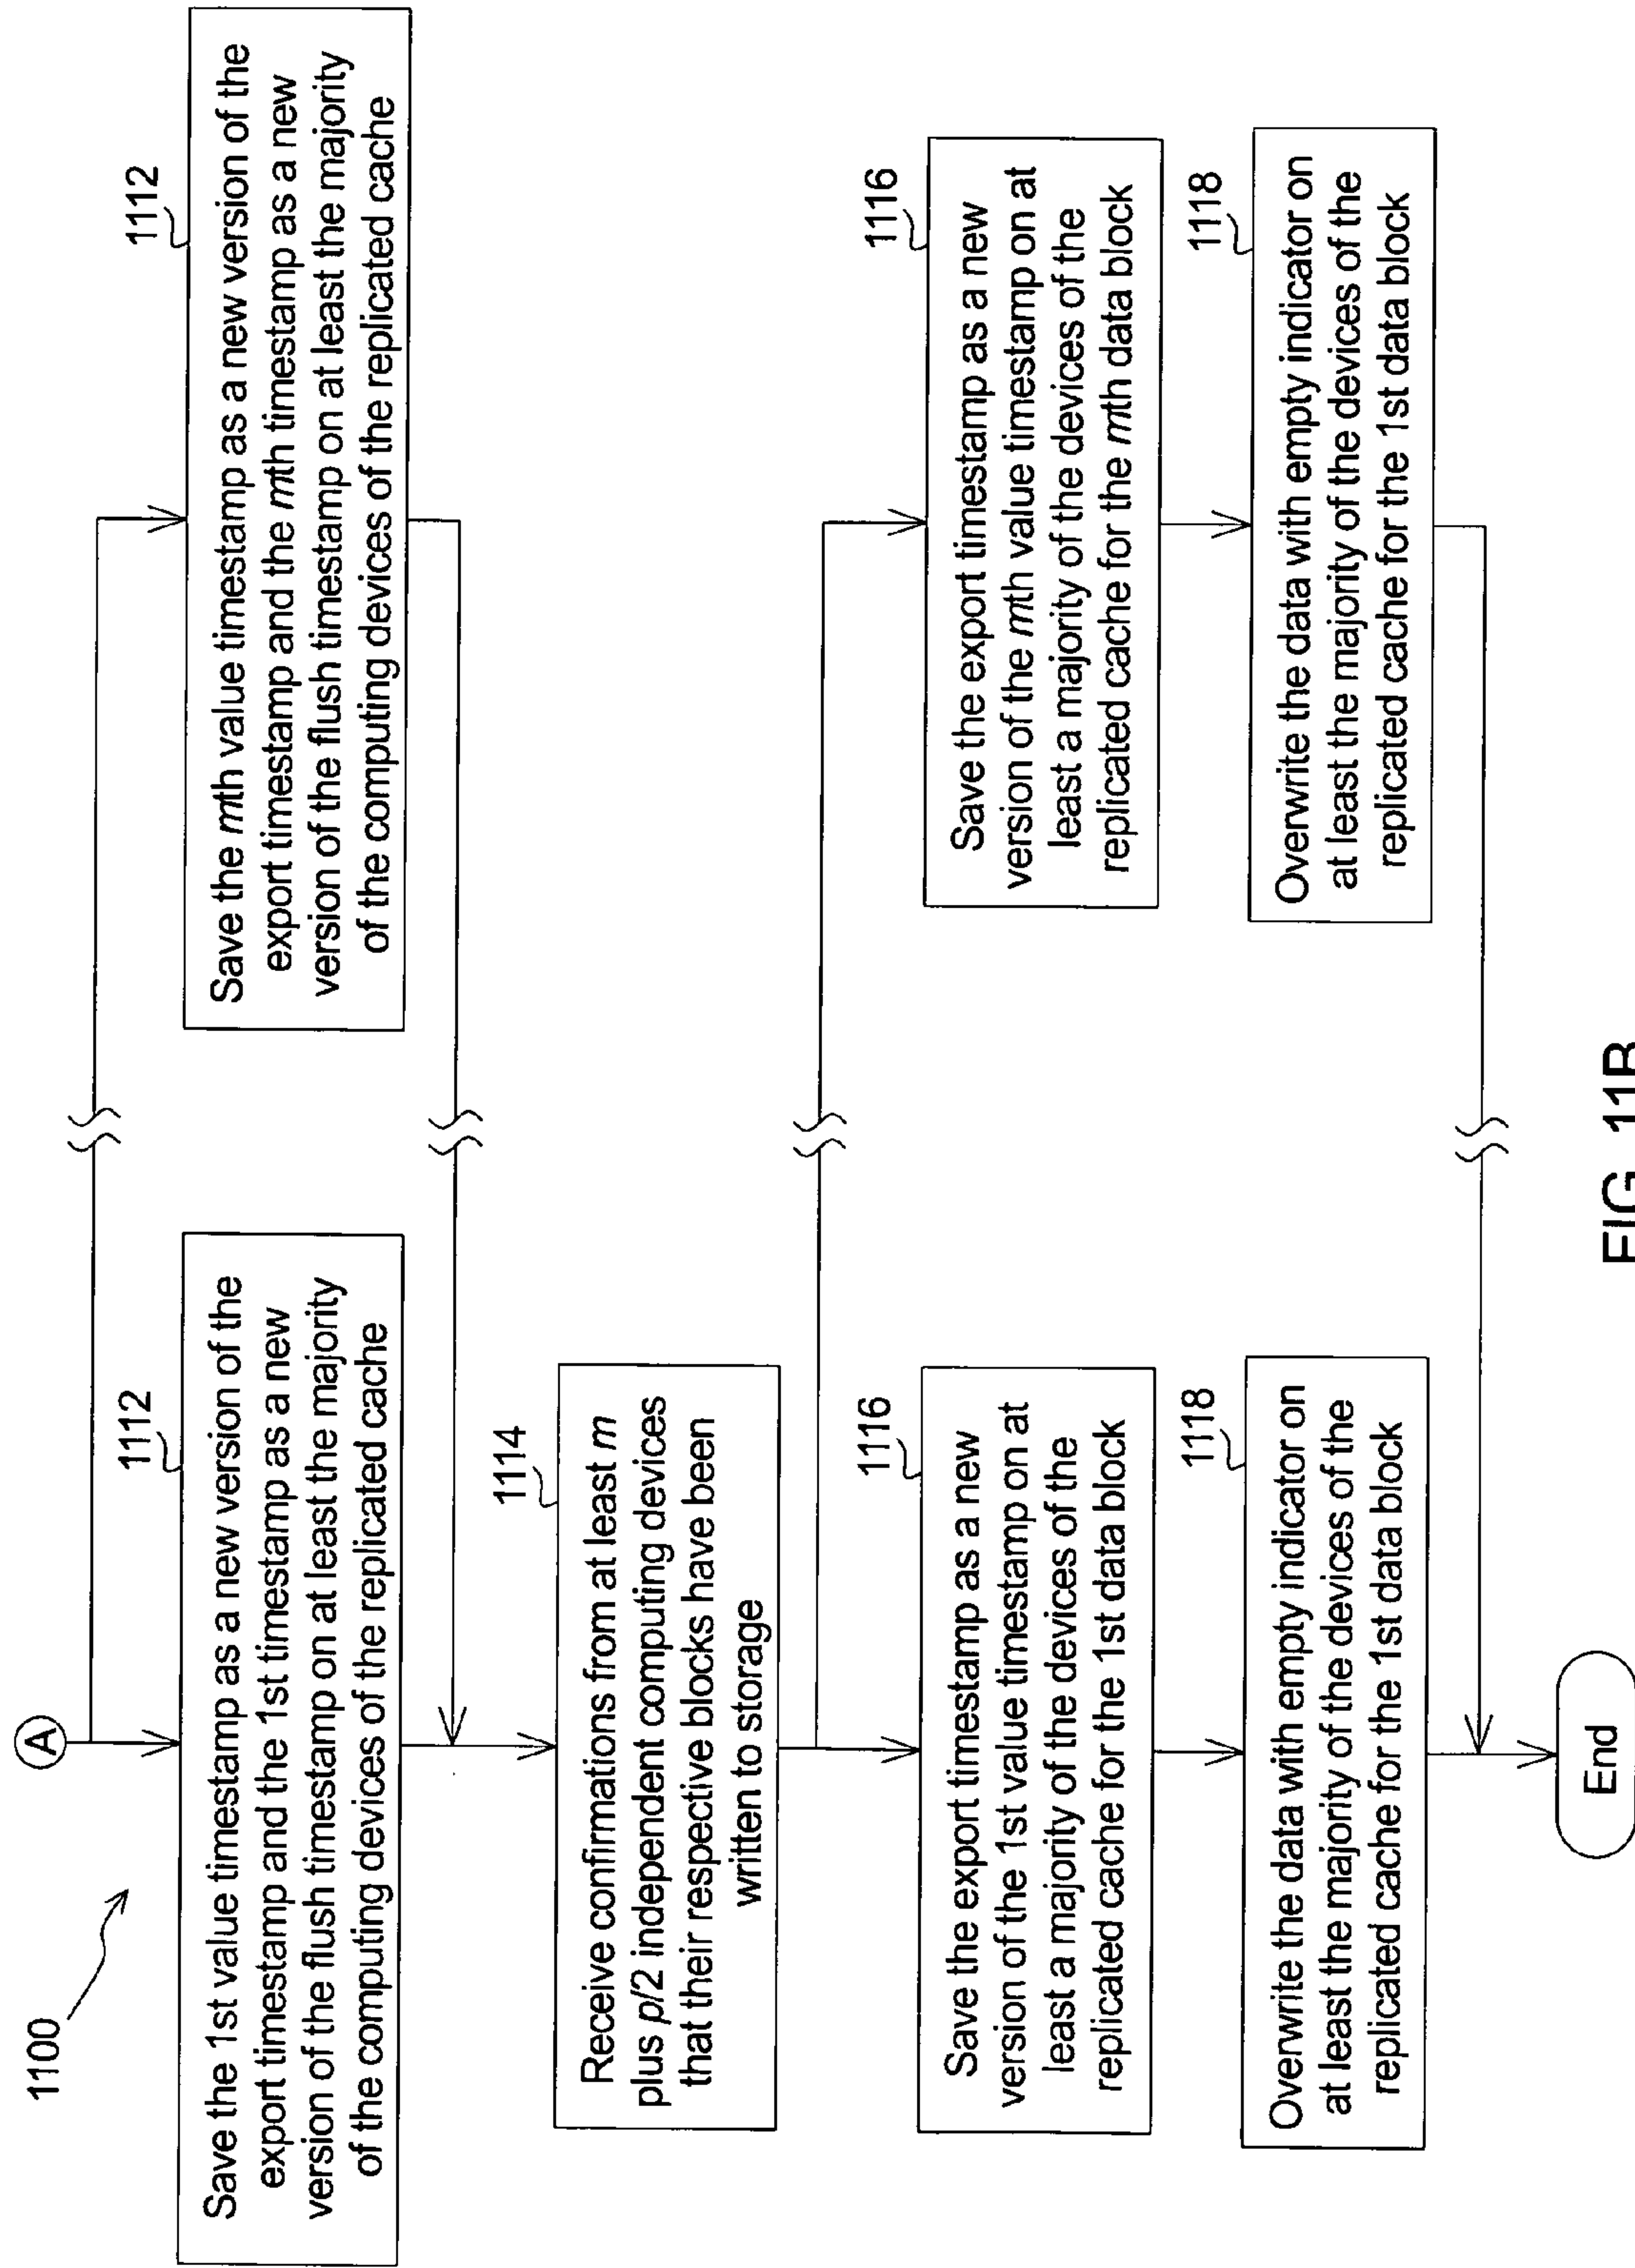 1100
A
1112
Save the 1st value timestamp as a new version of the
export timestamp and the 1st timestamp as a new
version of the flush timestamp on at least the majority
of the computing devices of the replicated cache
1112
Save the mth value timestamp as a new version of the
export timestamp and the mth timestamp as a new
version of the flush timestamp on at least the majority
of the computing devices of the replicated cache
1114
Receive confirmations from at least m
plus p/2 independent computing devices
that their respective blocks have been
written to storage
1116
Save the export timestamp as a new
version of the 1st value timestamp on at
least a majority of the devices of the
replicated cache for the 1st data block
1116
Save the export timestamp as a new
version of the mth value timestamp on at
least a majority of the devices of the
replicated cache for the mth data block
1118
Overwrite the data with empty indicator on
at least the majority of the devices of the
replicated cache for the 1st data block
1118
Overwrite the data with empty indicator on
at least the majority of the devices of the
replicated cache for the 1st data block
End
FIG. 11B